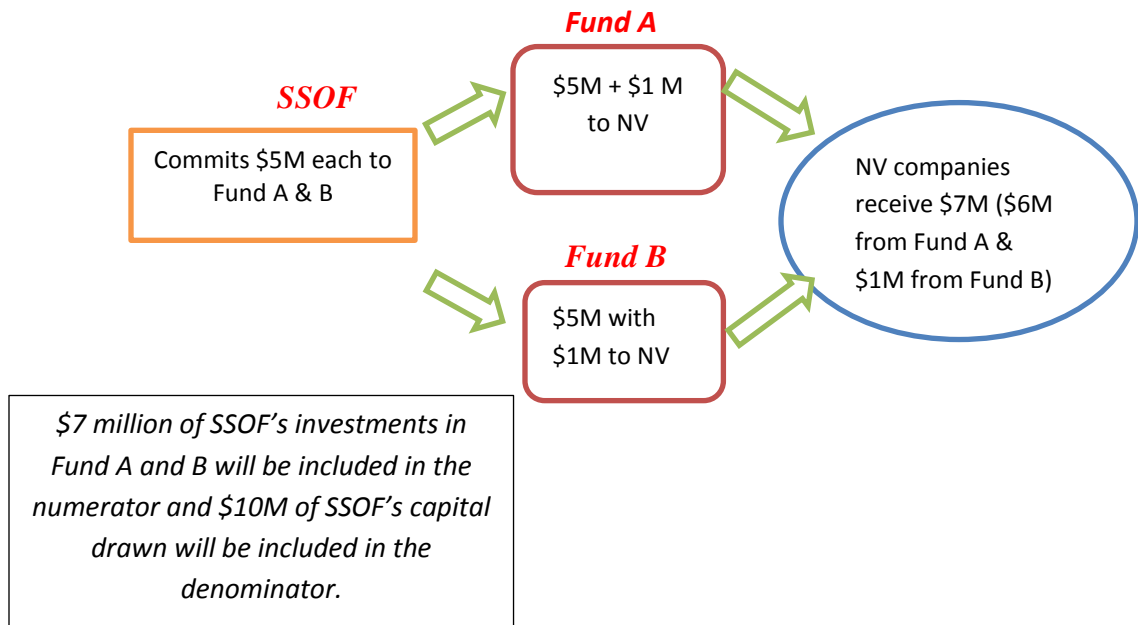 Fund A
$5M + $1 M
to NV
SSOF
Commits $5M each to
Fund A & B
NV companies
receive $7M ($6M
from Fund A &
$1M from Fund B)
Fund B
$5M with
$1M to NV
$7 million of SSOF’s investments in
Fund A and B will be included in the
numerator and $10M of SSOF’s capital
drawn will be included in the
denominator.